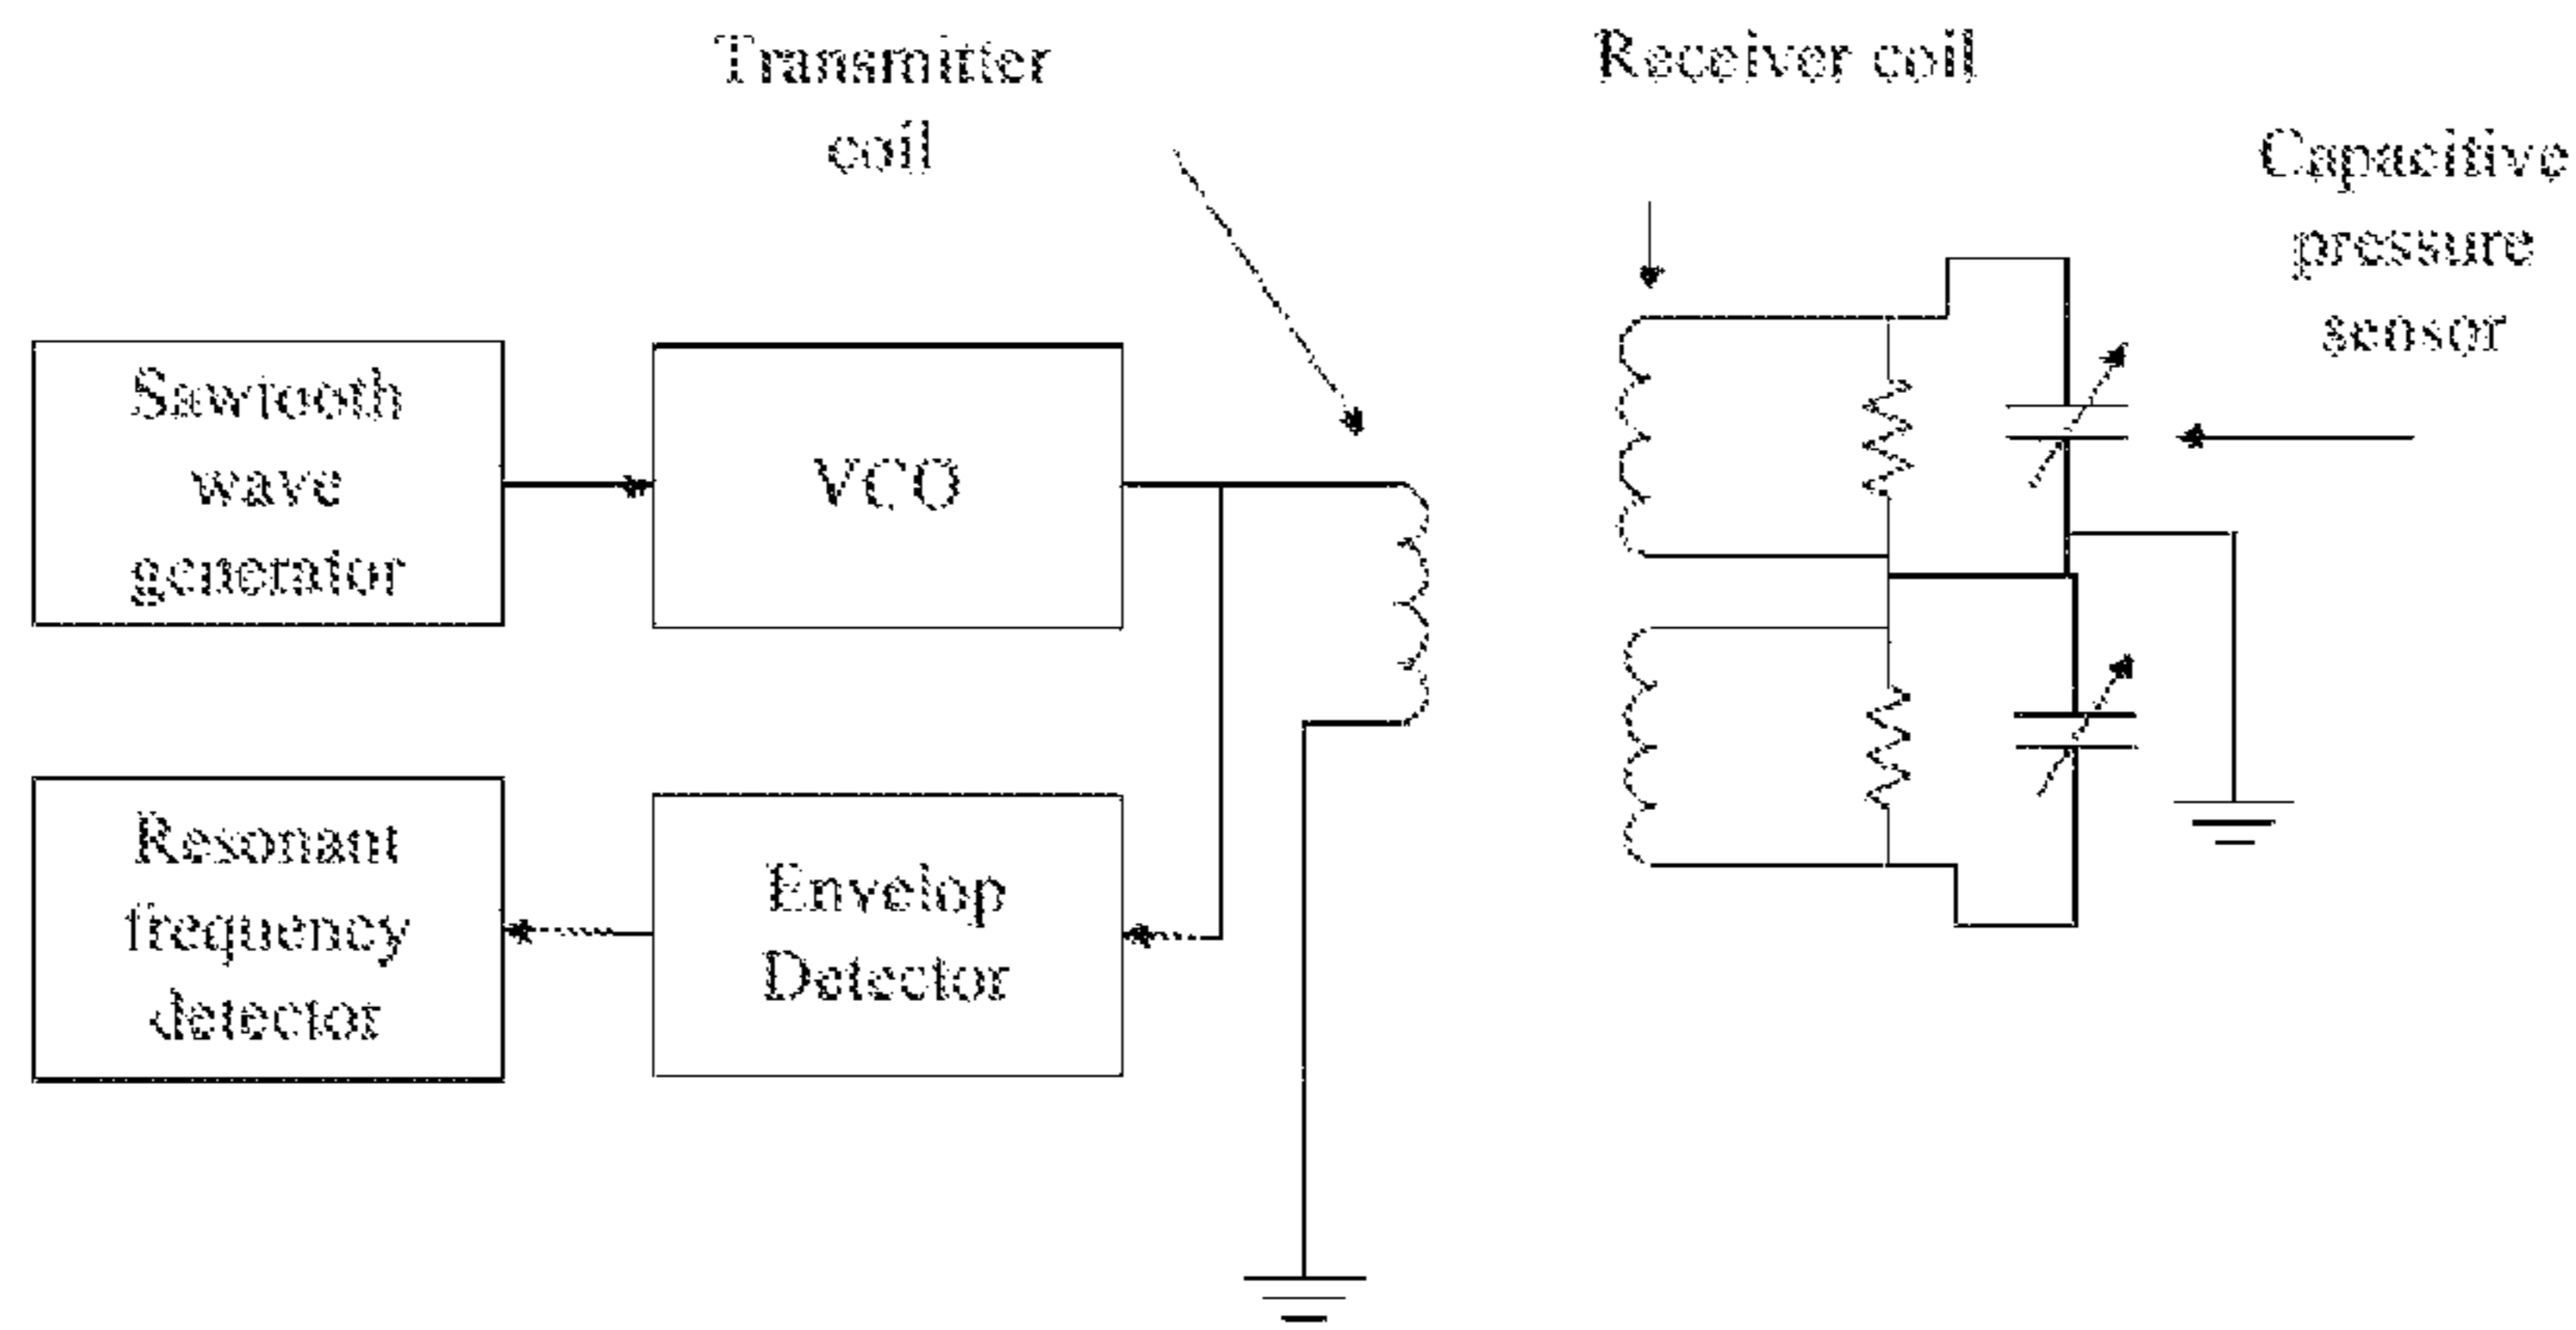 Transmitter
coil
Receiver coil
Capacitive
pressure
sensor
Sawtooth
wave
generator
VCO
Resonant
frequency
detector
Envelop
Detector